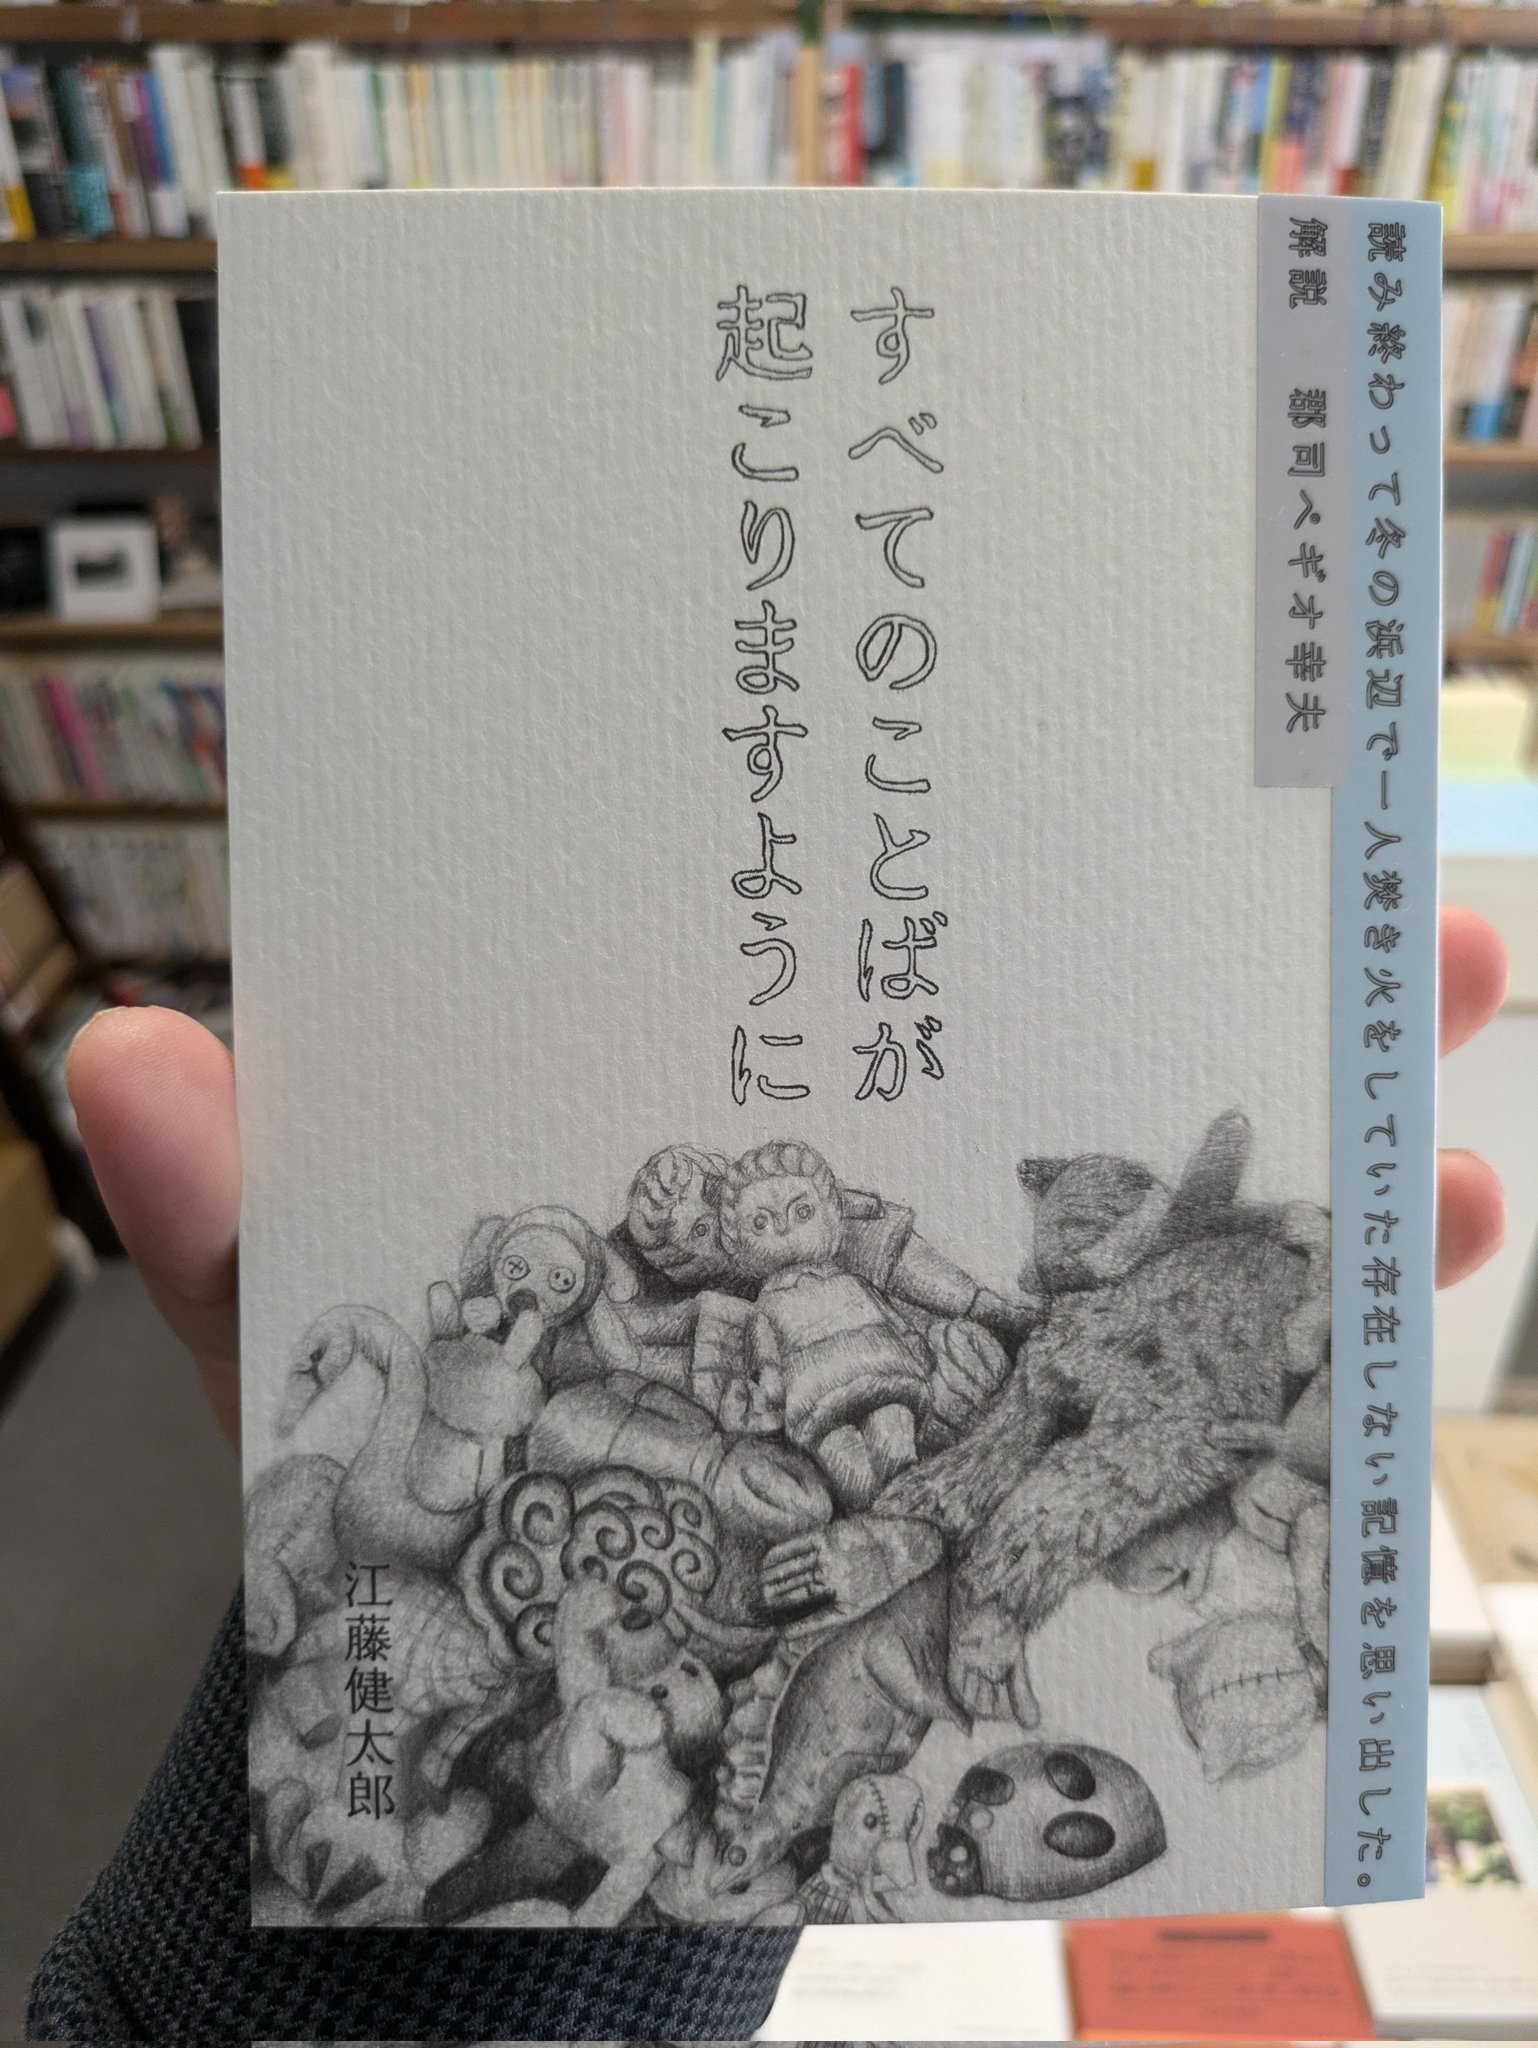 読み終わって冬の浜辺で一人焚き火をしていた存在しない記憶を思い出した。
解説 郡司ペギオ幸夫
すべてのことばが
起こりますように
江藤健太郎